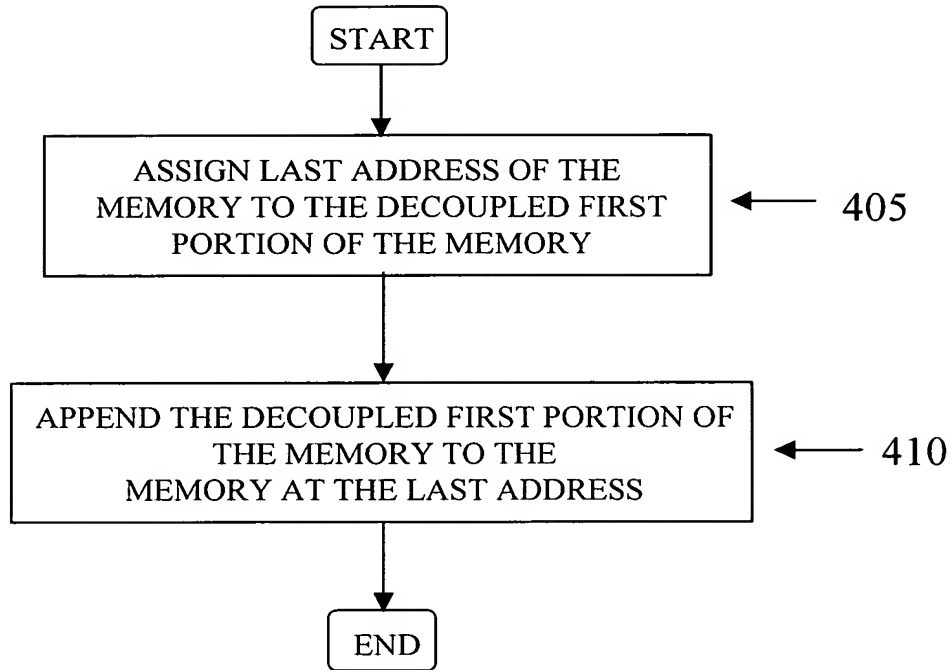 START
ASSIGN LAST ADDRESS OF THE
MEMORY TO THE DECOUPLED FIRST
PORTION OF THE MEMORY
405
APPEND THE DECOUPLED FIRST PORTION OF
THE MEMORY TO THE
MEMORY AT THE LAST ADDRESS
410
END